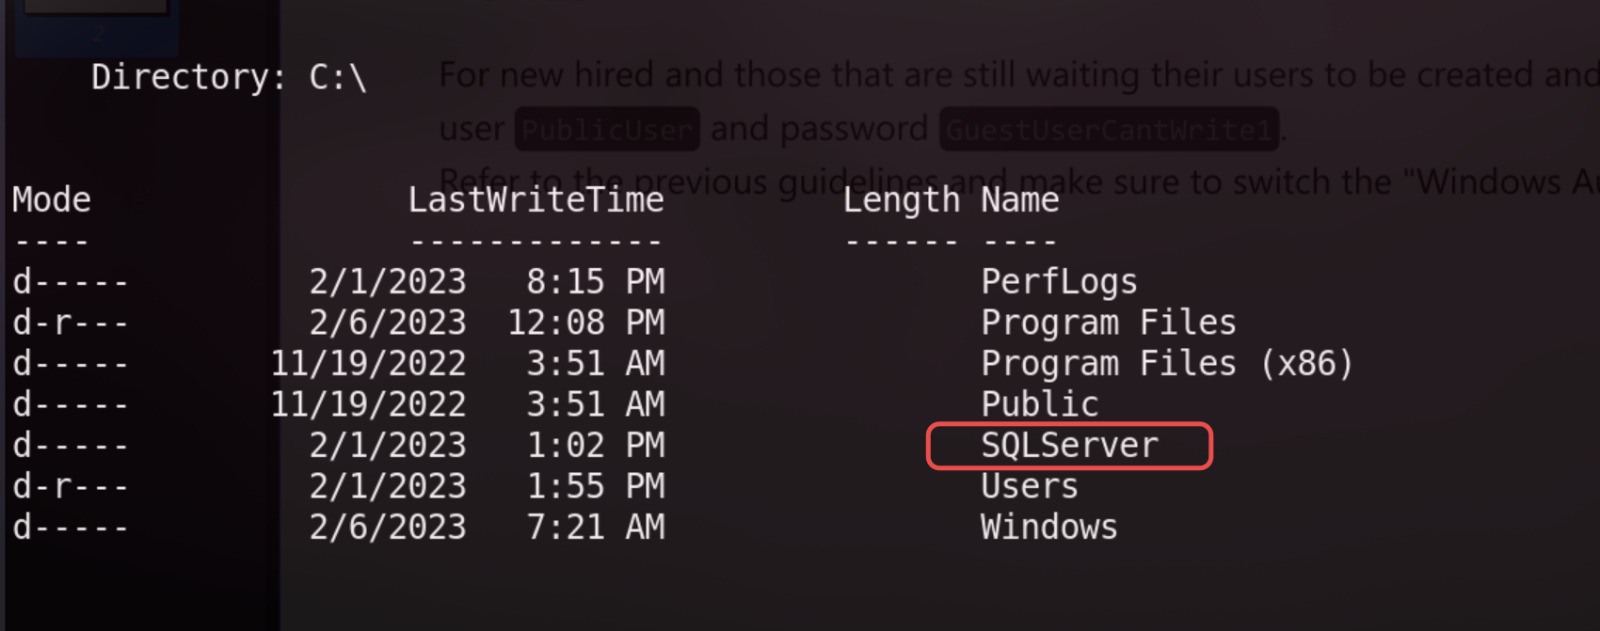 2
Directory: C:\
For new hired and those that are still waiting their users to be created and
user PublicUser and password GuestUserCantWrite1.
Refer to the previous guidelines and make sure to switch the "Windows Au
Mode LastWriteTime Length Name
---- ------------- ------ ----
d----- 2/1/2023 8:15 PM PerfLogs
d-r--- 2/6/2023 12:08 PM Program Files
d----- 11/19/2022 3:51 AM Program Files (x86)
d----- 11/19/2022 3:51 AM Public
d----- 2/1/2023 1:02 PM SQLServer
d-r--- 2/1/2023 1:55 PM Users
d----- 2/6/2023 7:21 AM Windows